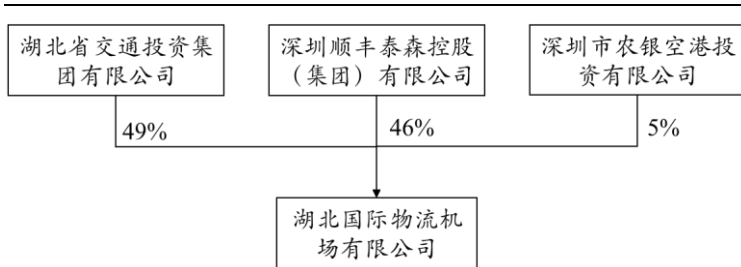 湖北省交通投资集
团有限公司
深圳顺丰泰森控股
（集团）有限公司
深圳市农银空港投
资有限公司
49%
46%
5%
湖北国际物流机
场有限公司